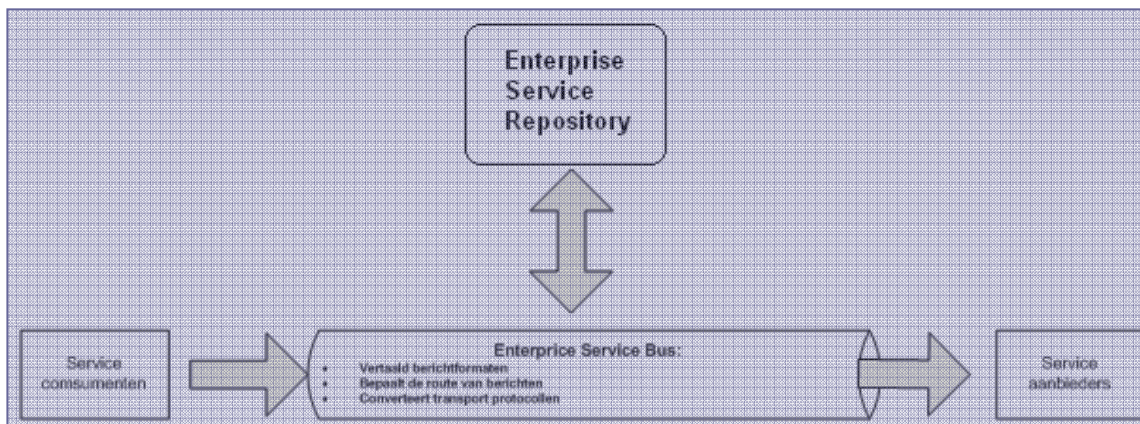 Enterprise
Service
Repository
Service
comsumenten
Enterprice Service Bus:
• Vertaald berichtformaten
• Bepaalt de route van berichten
• Converteert transport protocollen
Service
aanbieders